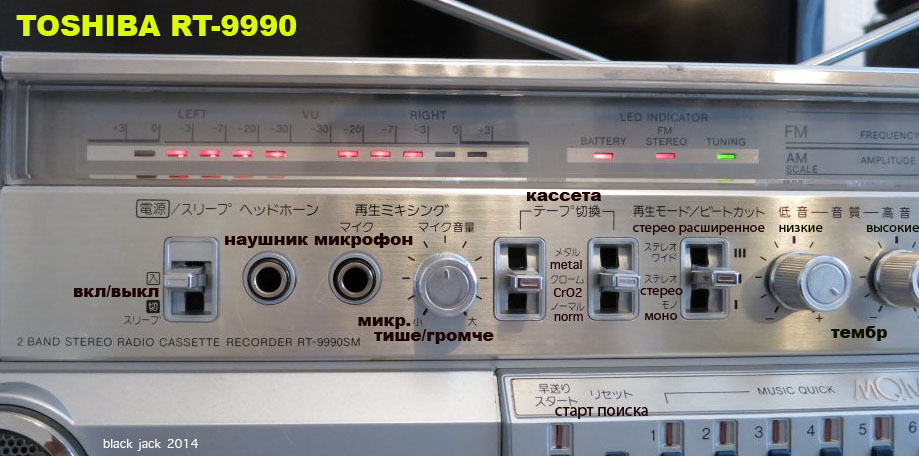 TOSHIBA RT-9990
LEFT VU RIGHT
+3 0 -3 -7 -20 -30 -30 -20 -7 -3 0 +3
LED INDICATOR
BATTERY FM STEREO TUNING
FM FREQUENCY
AM SCALE AMPLITUDE
кассета
電源/スリープ ヘッドホーン 再生ミキシング テープ切換 再生モード/ビートカット 低音 音質 高音
マイク マイク音量
наушник микрофон стерео расширенное низкие высокие
メタル ステレオワイド
metal
入 クローム ステレオ
вкл/выкл CrO2 стерео
切 ノーマル モノ
スリープ norm моно
микр. 小 大 - +
тише/громче тембр
2 BAND STEREO RADIO CASSETTE RECORDER RT-9990SM
早送り
スタート リセット MUSIC QUICK
старт поиска
1 2 3 4 5 6
black jack 2014